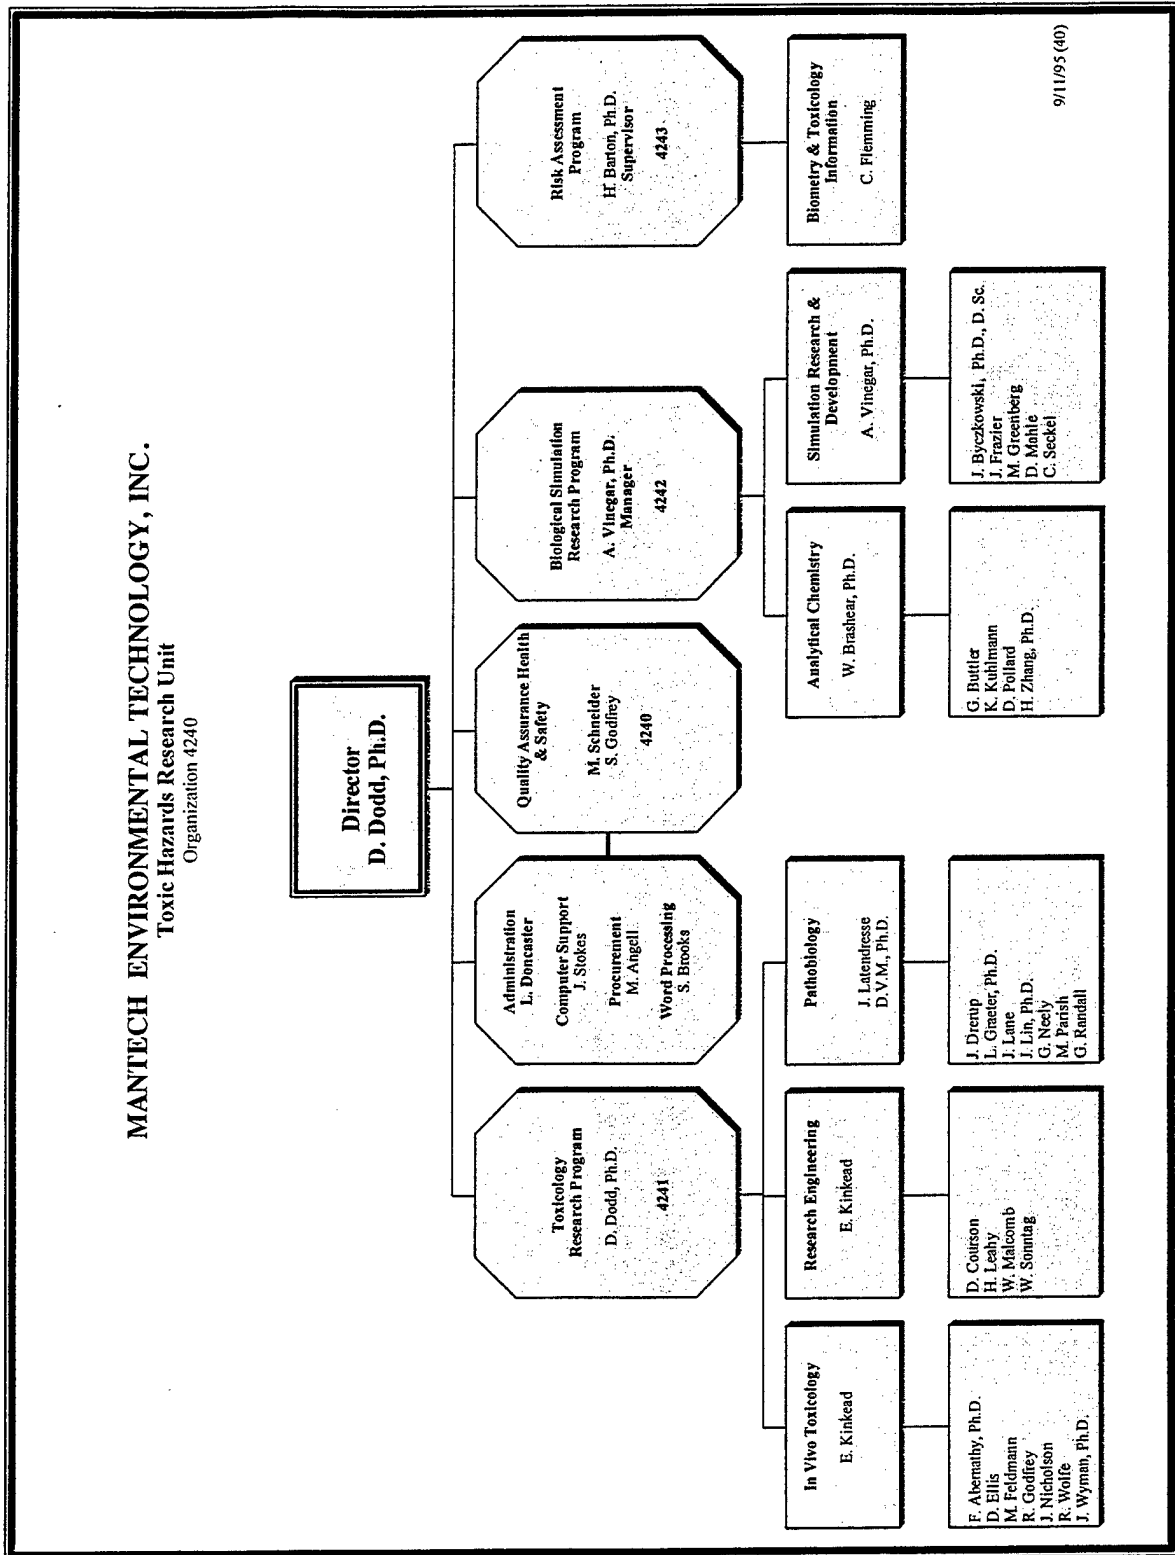 MANTECH ENVIRONMENTAL TECHNOLOGY, INC.
Toxic Hazards Research Unit
Organization 4240
Director
D. Dodd, Ph.D.
Toxicology
Research Program
D. Dodd, Ph.D.
4241
Administration
L. Doncaster
Computer Support
J. Stokes
Procurement
M. Angell
Word Processing
S. Brooks
Quality Assurance Health
& Safety
M. Schneider
S. Godfrey
4240
Biological Simulation
Research Program
A. Vinegar, Ph.D.
Manager
4242
Risk Assessment
Program
H. Barton, Ph.D.
Supervisor
4243
In Vivo Toxicology
E. Kinkead
Research Engineering
E. Kinkead
Pathobiology
J. Latendresse
D.V.M., Ph.D.
Analytical Chemistry
W. Brashear, Ph.D.
Simulation Research &
Development
A. Vinegar, Ph.D.
Biometry & Toxicology
Information
C. Flemming
F. Abernathy, Ph.D.
D. Ellis
M. Feldmann
R. Godfrey
J. Nicholson
R. Wolfe
J. Wyman, Ph.D.
D. Courson
H. Leahy
W. Malcomb
W. Sonntag
J. Drerup
L. Graeter, Ph.D.
J. Lane
J. Lin, Ph.D.
G. Neely
M. Parish
G. Randall
G. Buttler
K. Kuhlmann
D. Pollard
H. Zhang, Ph.D.
J. Byczkowski, Ph.D., D. Sc.
J. Frazier
M. Greenberg
D. Mahle
C. Seckel
9/11/95 (40)